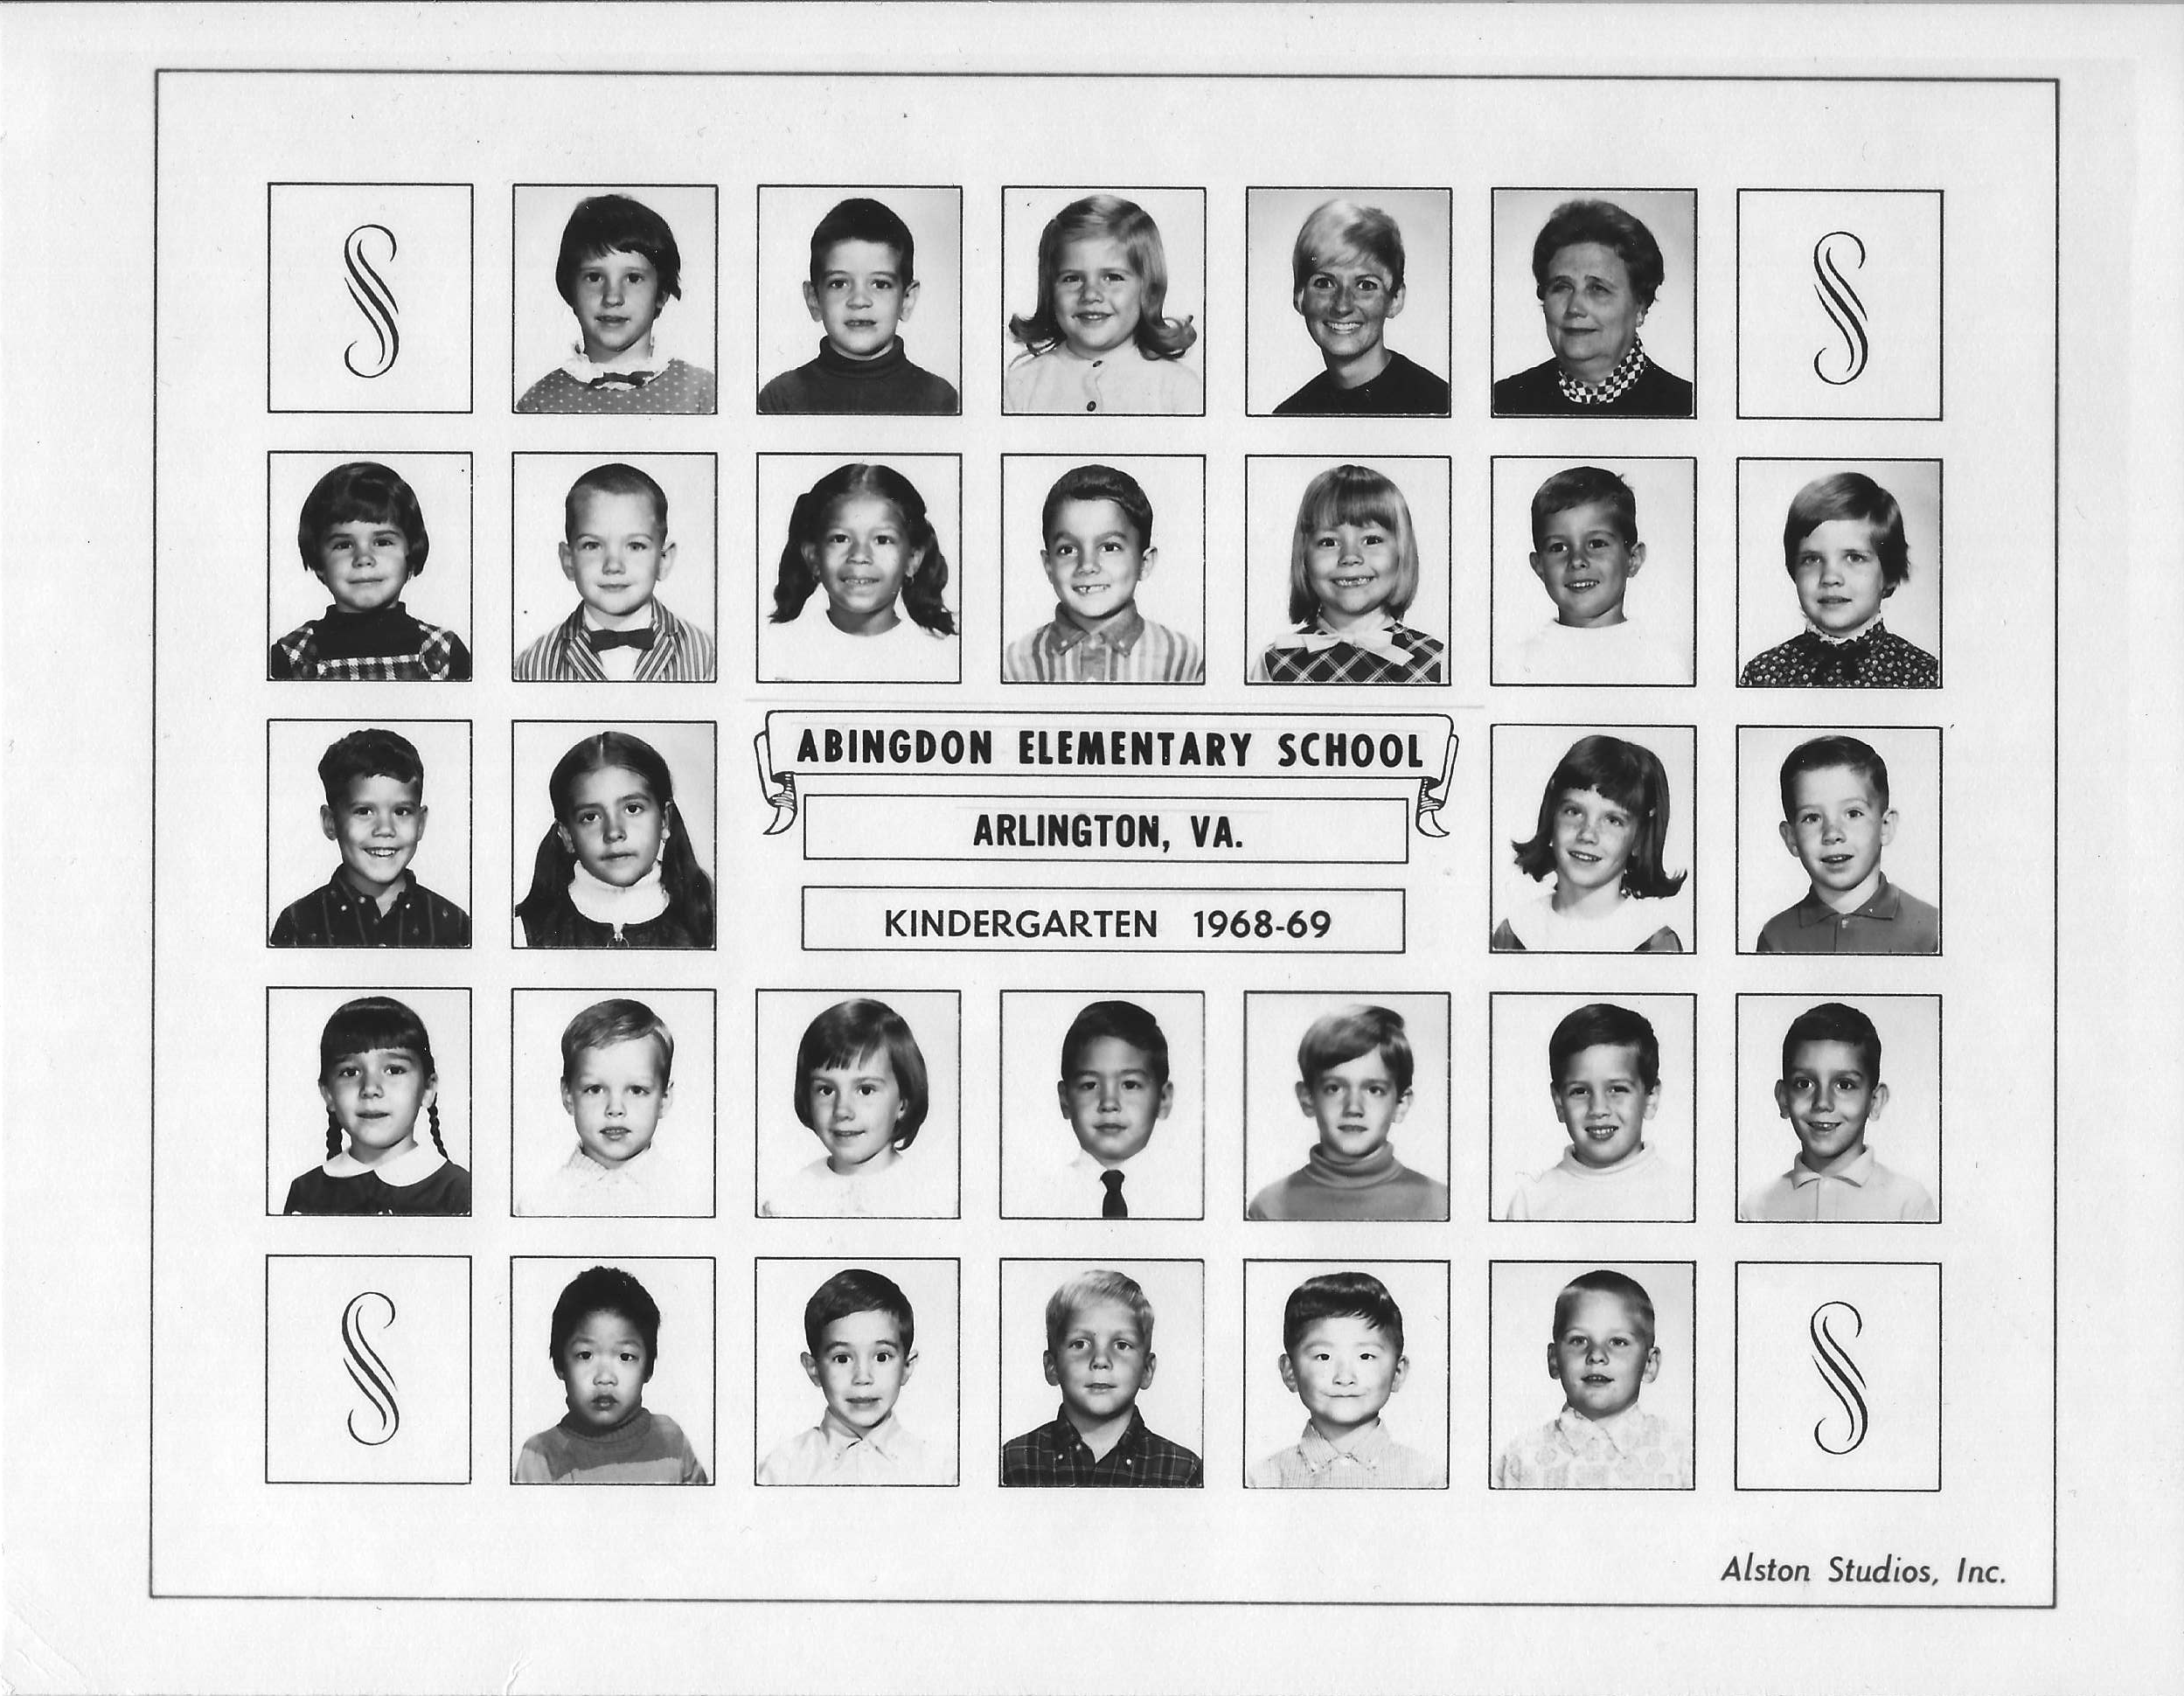 ABINGDON ELEMENTARY SCHOOL
ARLINGTON, VA.
KINDERGARTEN 1968-69
Alston Studios, Inc.